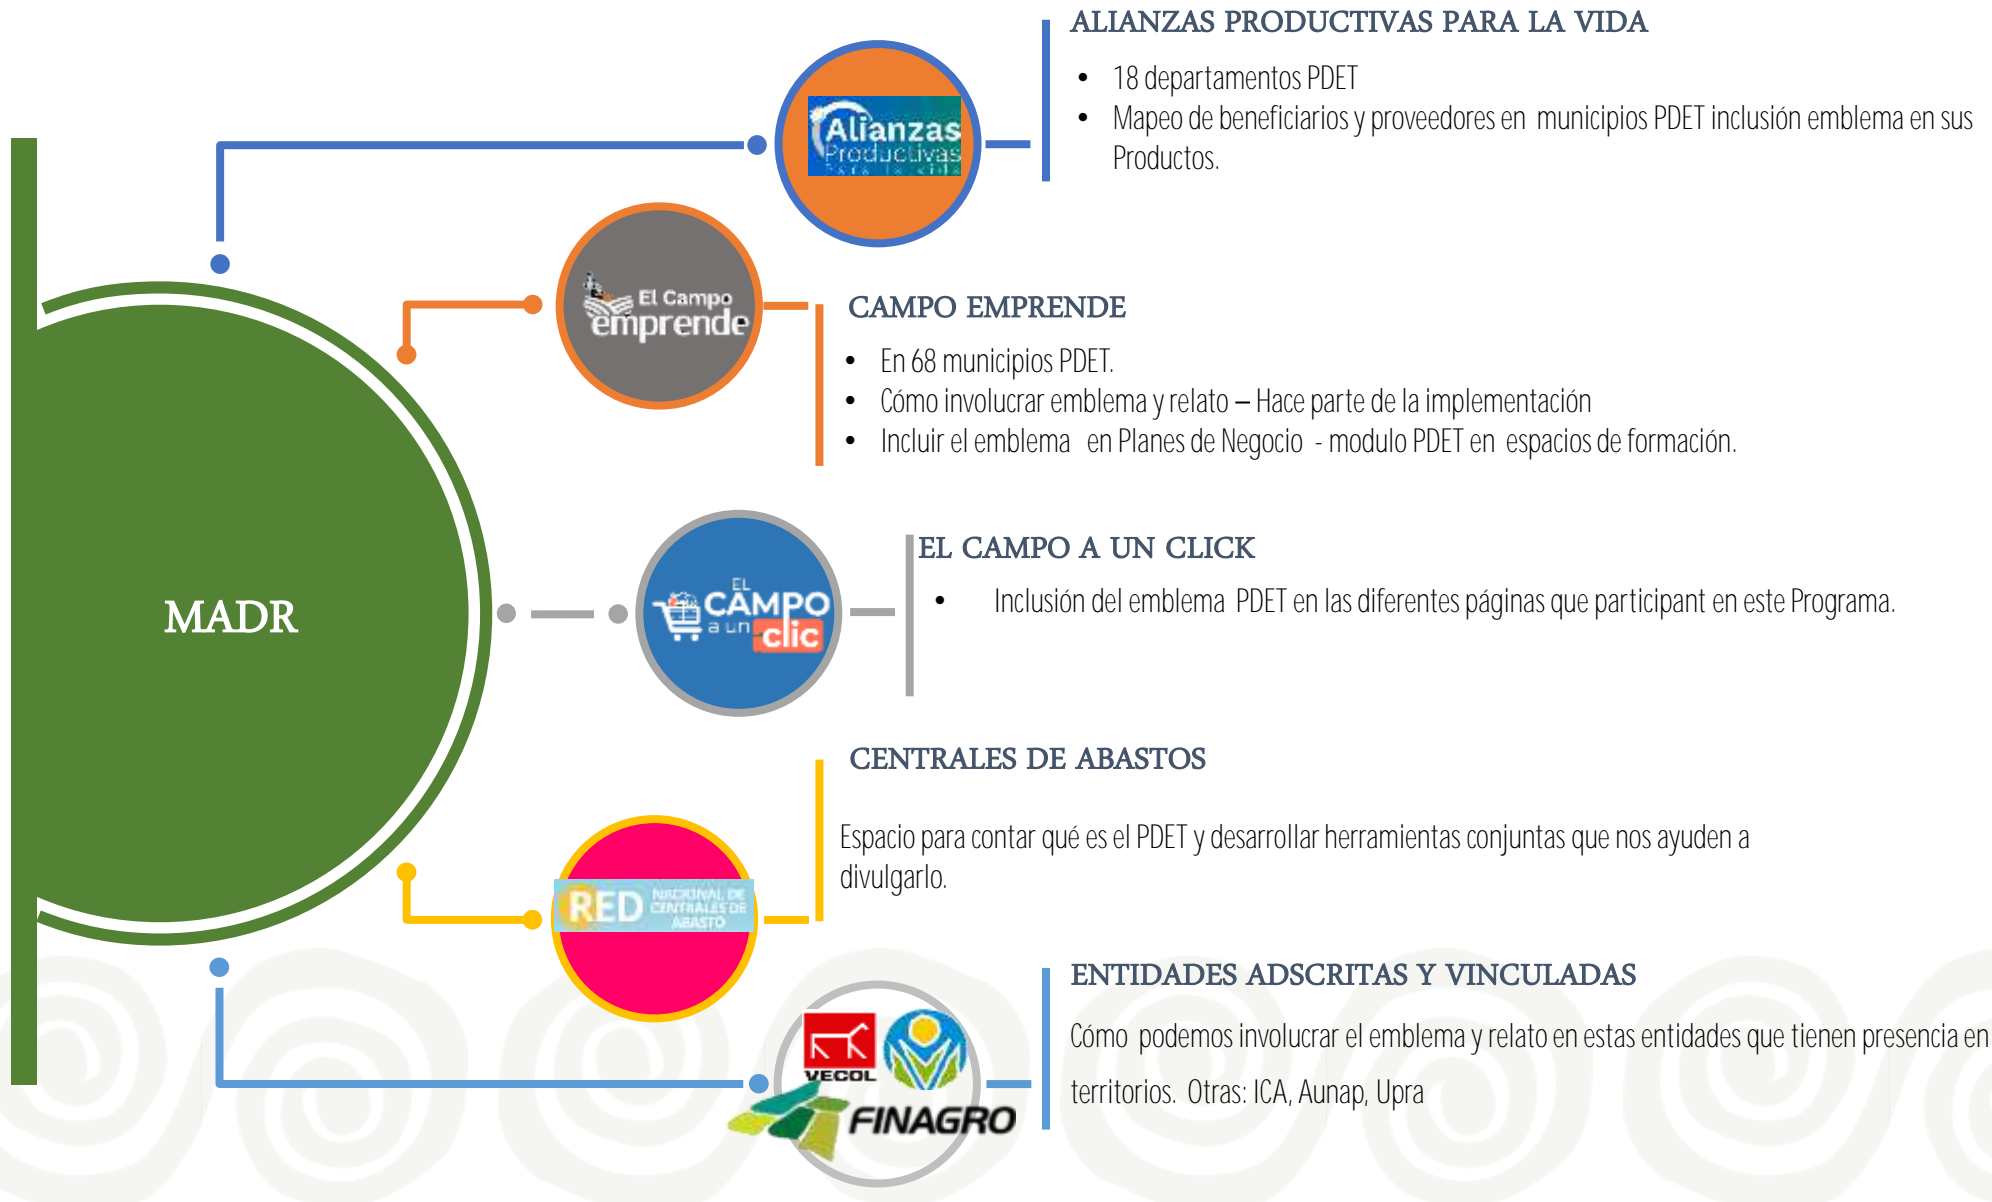 ALIANZAS PRODUCTIVAS PARA LA VIDA
• 18 departamentos PDET
• Mapeo de beneficiarios y proveedores en municipios PDET inclusión emblema en sus
Productos.
Alianzas
Productivas
para la vida
El Campo
emprende
CAMPO EMPRENDE
• En 68 municipios PDET.
• Cómo involucrar emblema y relato – Hace parte de la implementación
• Incluir el emblema en Planes de Negocio - modulo PDET en espacios de formación.
MADR
EL
CAMPO
a un
clic
EL CAMPO A UN CLICK
• Inclusión del emblema PDET en las diferentes páginas que participant en este Programa.
CENTRALES DE ABASTOS
Espacio para contar qué es el PDET y desarrollar herramientas conjuntas que nos ayuden a
divulgarlo.
RED
NACIONAL DE
CENTRALES DE
ABASTO
ENTIDADES ADSCRITAS Y VINCULADAS
Cómo podemos involucrar el emblema y relato en estas entidades que tienen presencia en
territorios. Otras: ICA, Aunap, Upra
VECOL
FINAGRO